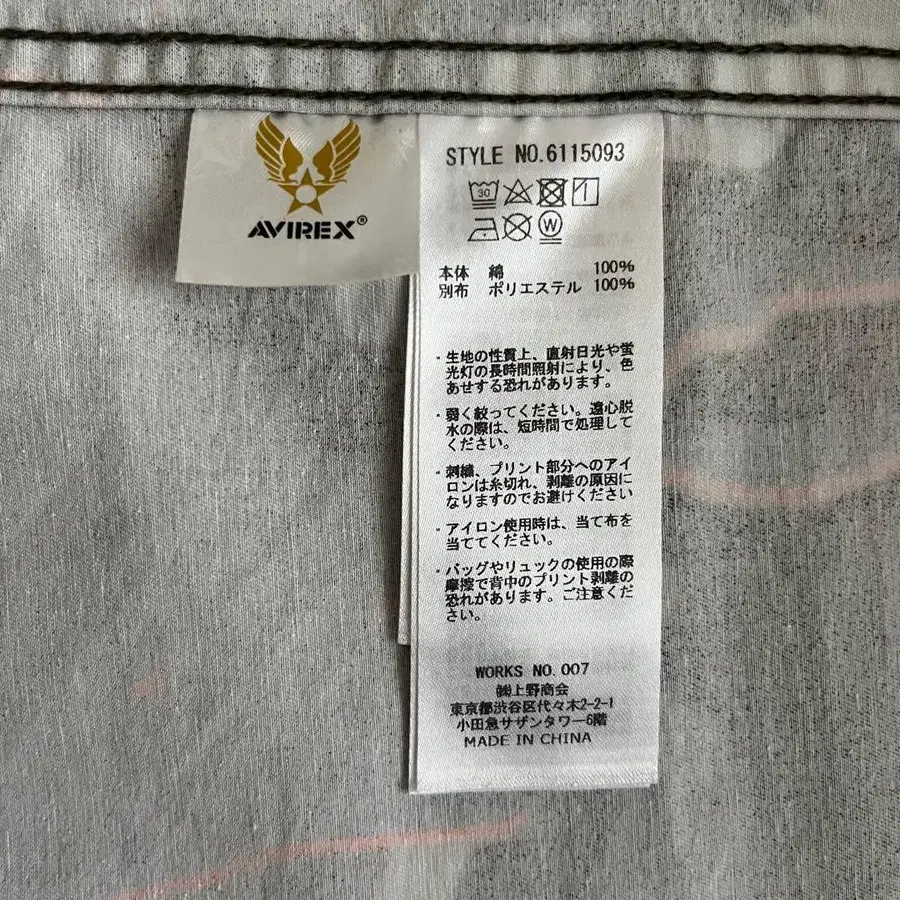 AVIREX®
STYLE NO.6115093
30
1
W
本体 綿 100%
別布 ポリエステル 100%
・生地の性質上、直射日光や蛍
光灯の長時間照射により、色
あせする恐れがあります。
・弱く絞ってください。遠心脱
水の際は、短時間で処理して
ください。
・刺繍、プリント部分へのアイ
ロンは糸切れ、剥離の原因に
なりますのでお避けください
・アイロン使用時は、当て布を
当ててください。
・バッグやリュックの使用の際
摩擦で背中のプリント剥離の
恐れがあります。ご注意くだ
さい。
WORKS NO.007
㈱上野商会
東京都渋谷区代々木2-2-1
小田急サザンタワー6階
MADE IN CHINA